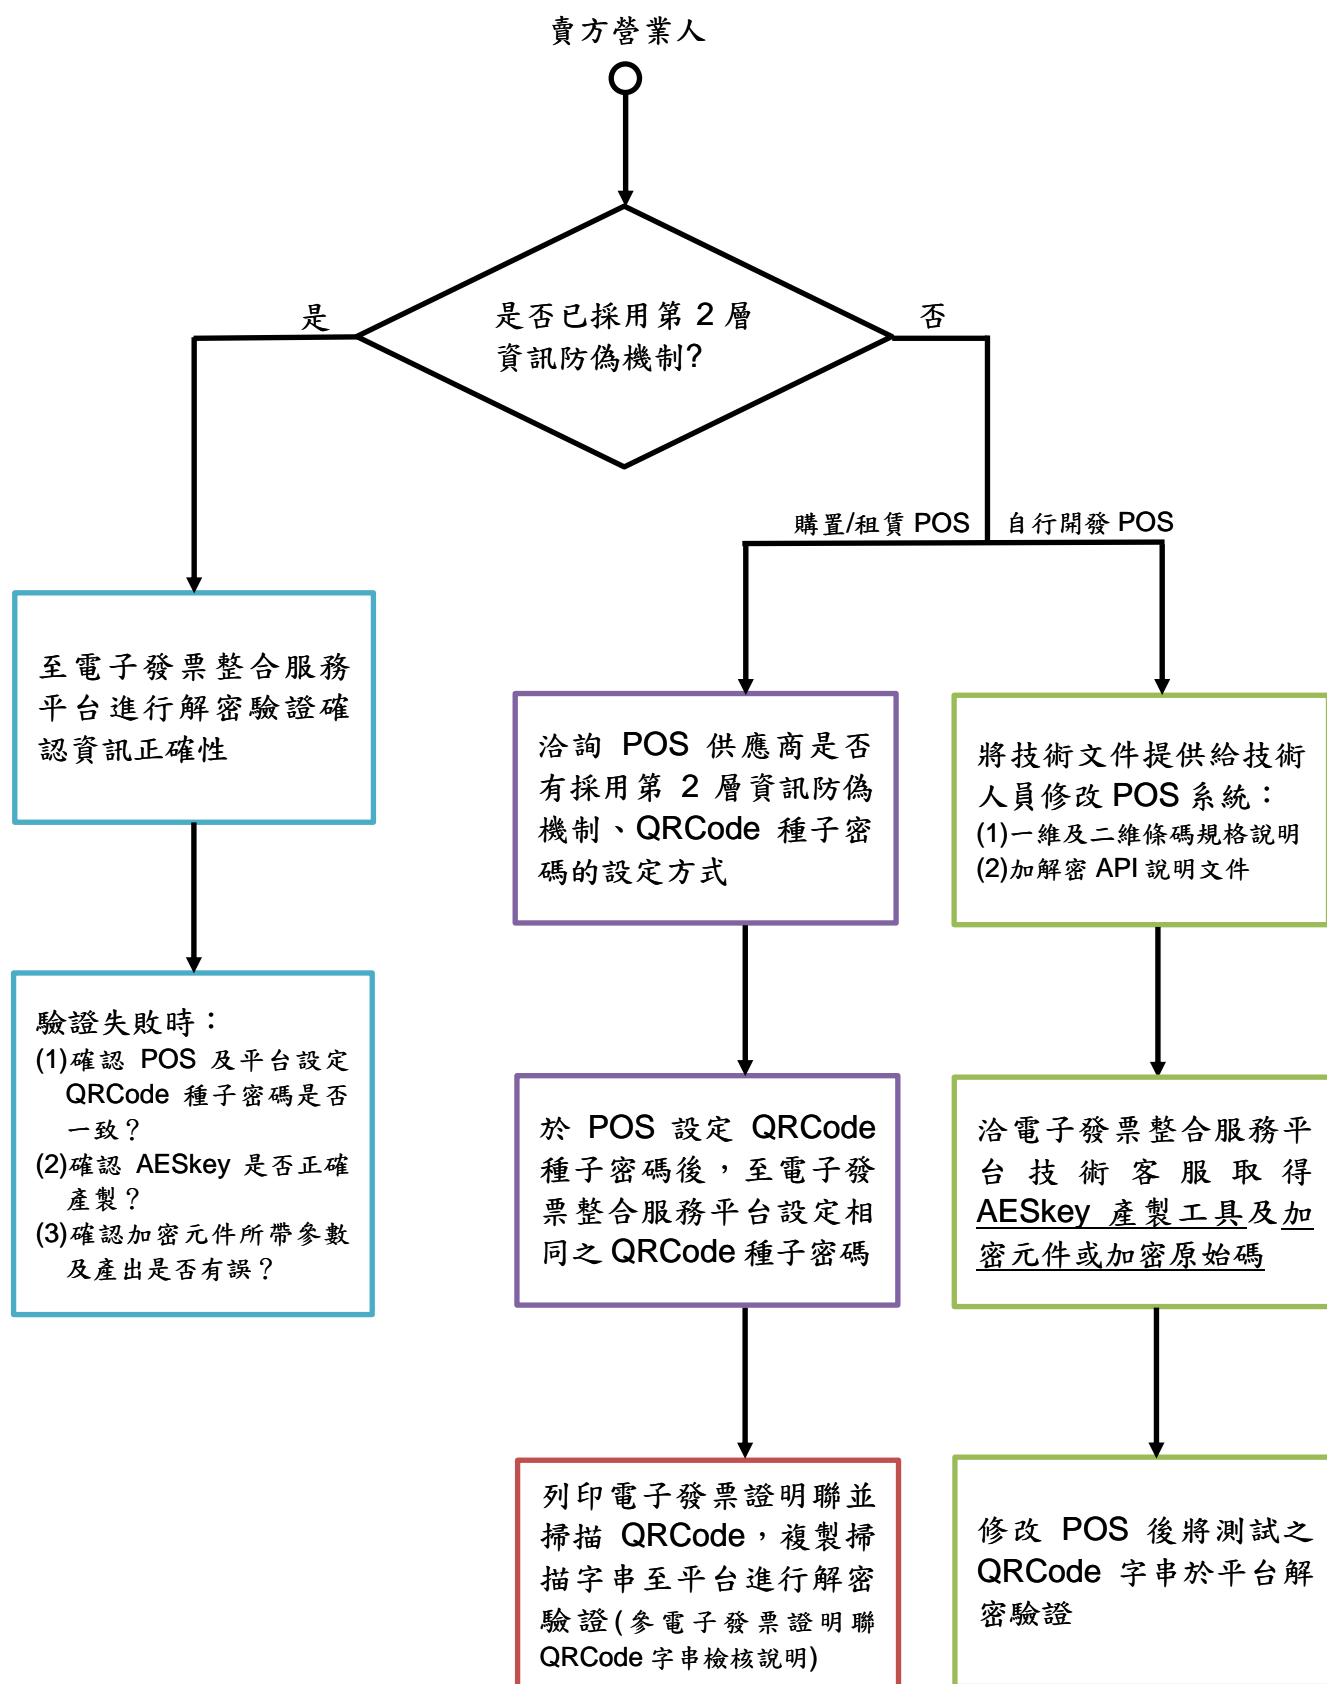 賣方營業人
是
是否已採用第 2 層
資訊防偽機制?
否
購置/租賃 POS
自行開發 POS
至電子發票整合服務
平台進行解密驗證確
認資訊正確性
洽詢 POS 供應商是否
有採用第 2 層資訊防偽
機制、QRCode 種子密
碼的設定方式
將技術文件提供給技術
人員修改 POS 系統：
(1)一維及二維條碼規格說明
(2)加解密 API 說明文件
驗證失敗時：
(1)確認 POS 及平台設定
QRCode 種子密碼是否
一致？
(2)確認 AESkey 是否正確
產製？
(3)確認加密元件所帶參數
及產出是否有誤？
於 POS 設定 QRCode
種子密碼後，至電子發
票整合服務平台設定相
同之 QRCode 種子密碼
洽電子發票整合服務平
台技術客服取得
AESkey 產製工具及加
密元件或加密原始碼
列印電子發票證明聯並
掃描 QRCode，複製掃
描字串至平台進行解密
驗證(參電子發票證明聯
QRCode 字串檢核說明)
修改 POS 後將測試之
QRCode 字串於平台解
密驗證